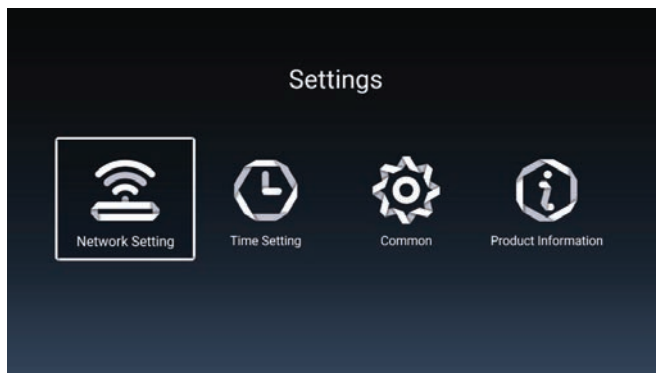 Settings
Network Setting
Time Setting
Common
Product Information